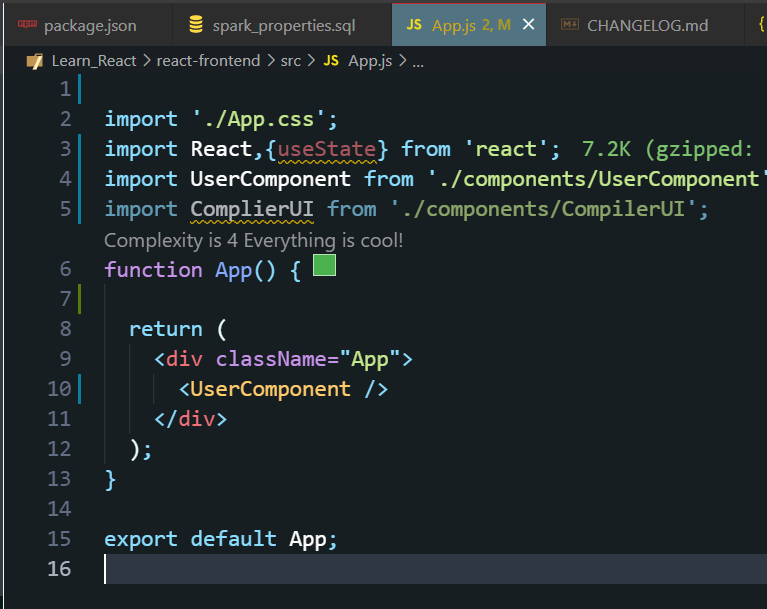 package.json spark_properties.sql JS App.js 2, M CHANGELOG.md {
Learn_React > react-frontend > src > JS App.js > ...
1
2 import './App.css';
3 import React,{useState} from 'react'; 7.2K (gzipped:
4 import UserComponent from './components/UserComponent'
5 import ComplierUI from './components/CompilerUI';
Complexity is 4 Everything is cool!
6 function App() {
7
8 return (
9 <div className="App">
10 <UserComponent />
11 </div>
12 );
13 }
14
15 export default App;
16